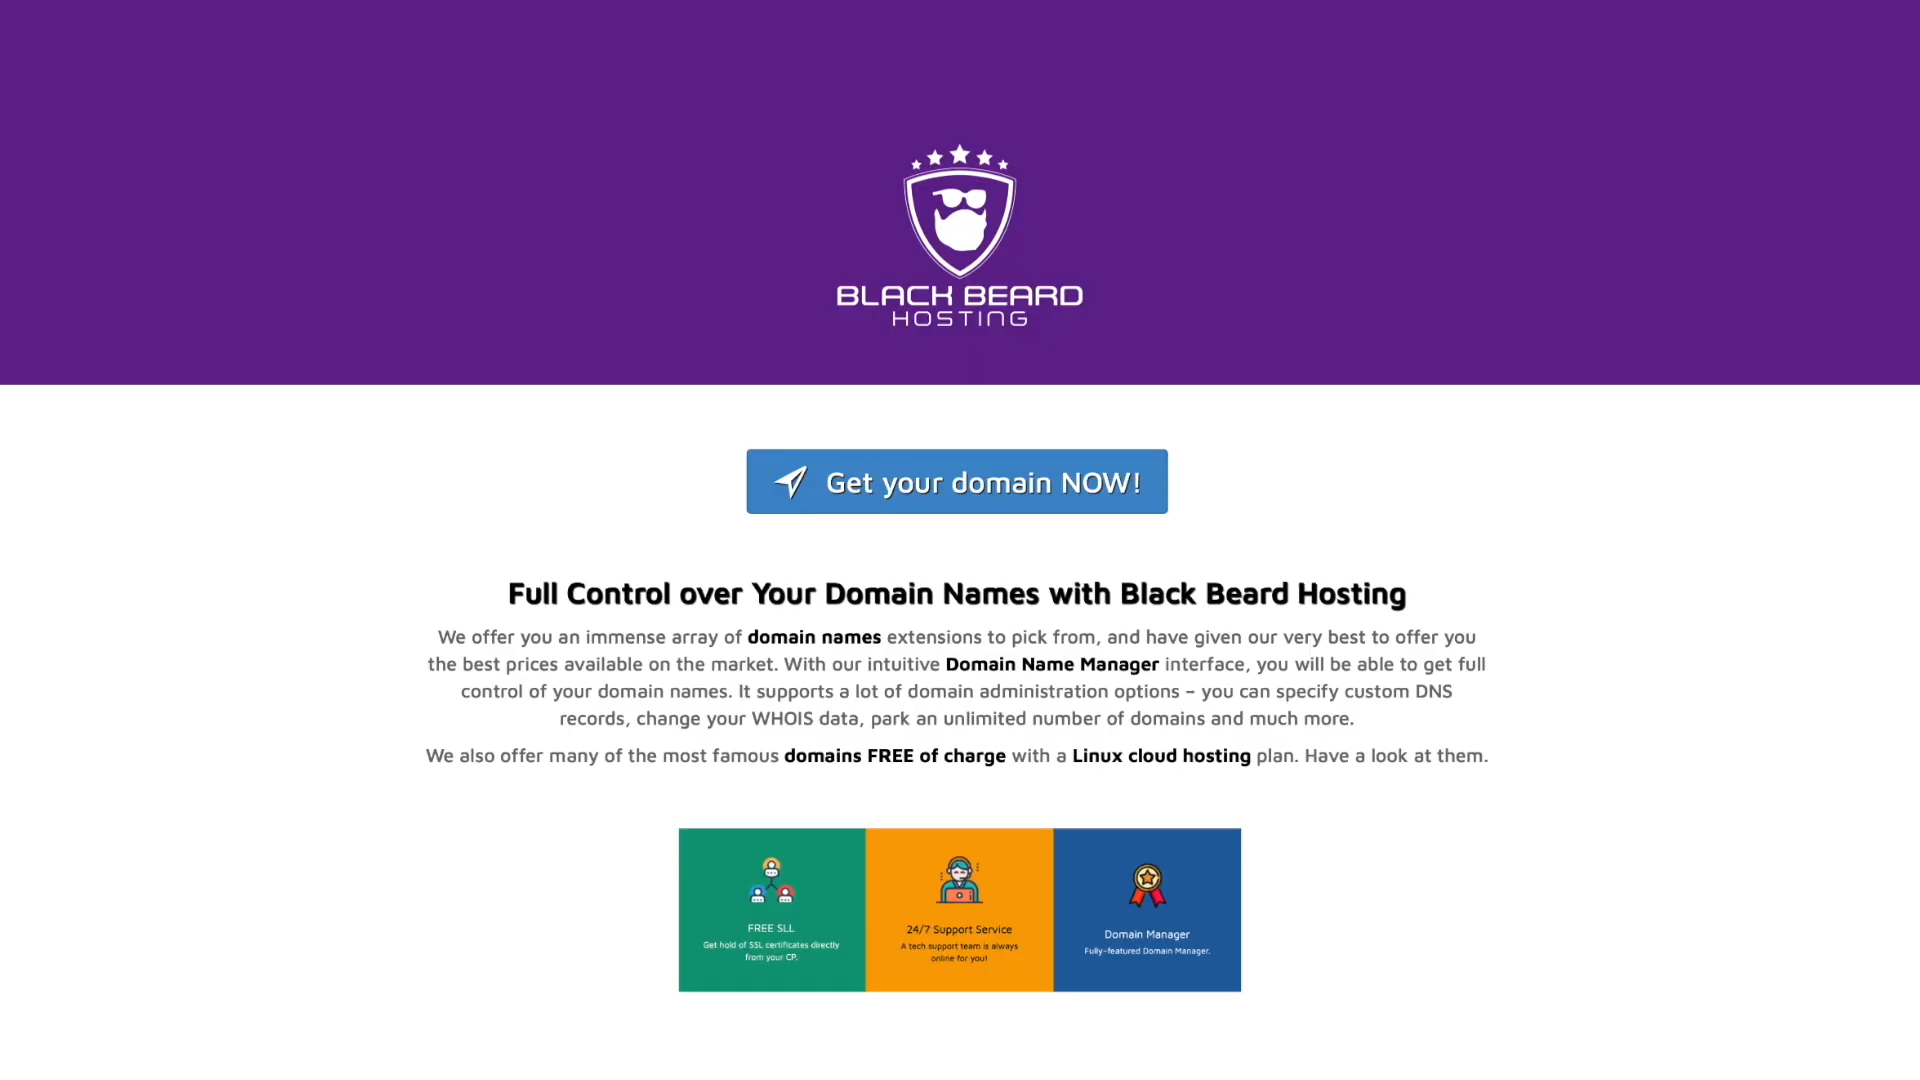 BLACK BEARD
HOSTING
Get your domain NOW!
Full Control over Your Domain Names with Black Beard Hosting
We offer you an immense array of domain names extensions to pick from, and have given our very best to offer you
the best prices available on the market. With our intuitive Domain Name Manager interface, you will be able to get full
control of your domain names. It supports a lot of domain administration options – you can specify custom DNS
records, change your WHOIS data, park an unlimited number of domains and much more.
We also offer many of the most famous domains FREE of charge with a Linux cloud hosting plan. Have a look at them.
FREE SLL
Get hold of SSL certificates directly
from your CP.
24/7 Support Service
A tech support team is always
online for you!
Domain Manager
Fully-featured Domain Manager.